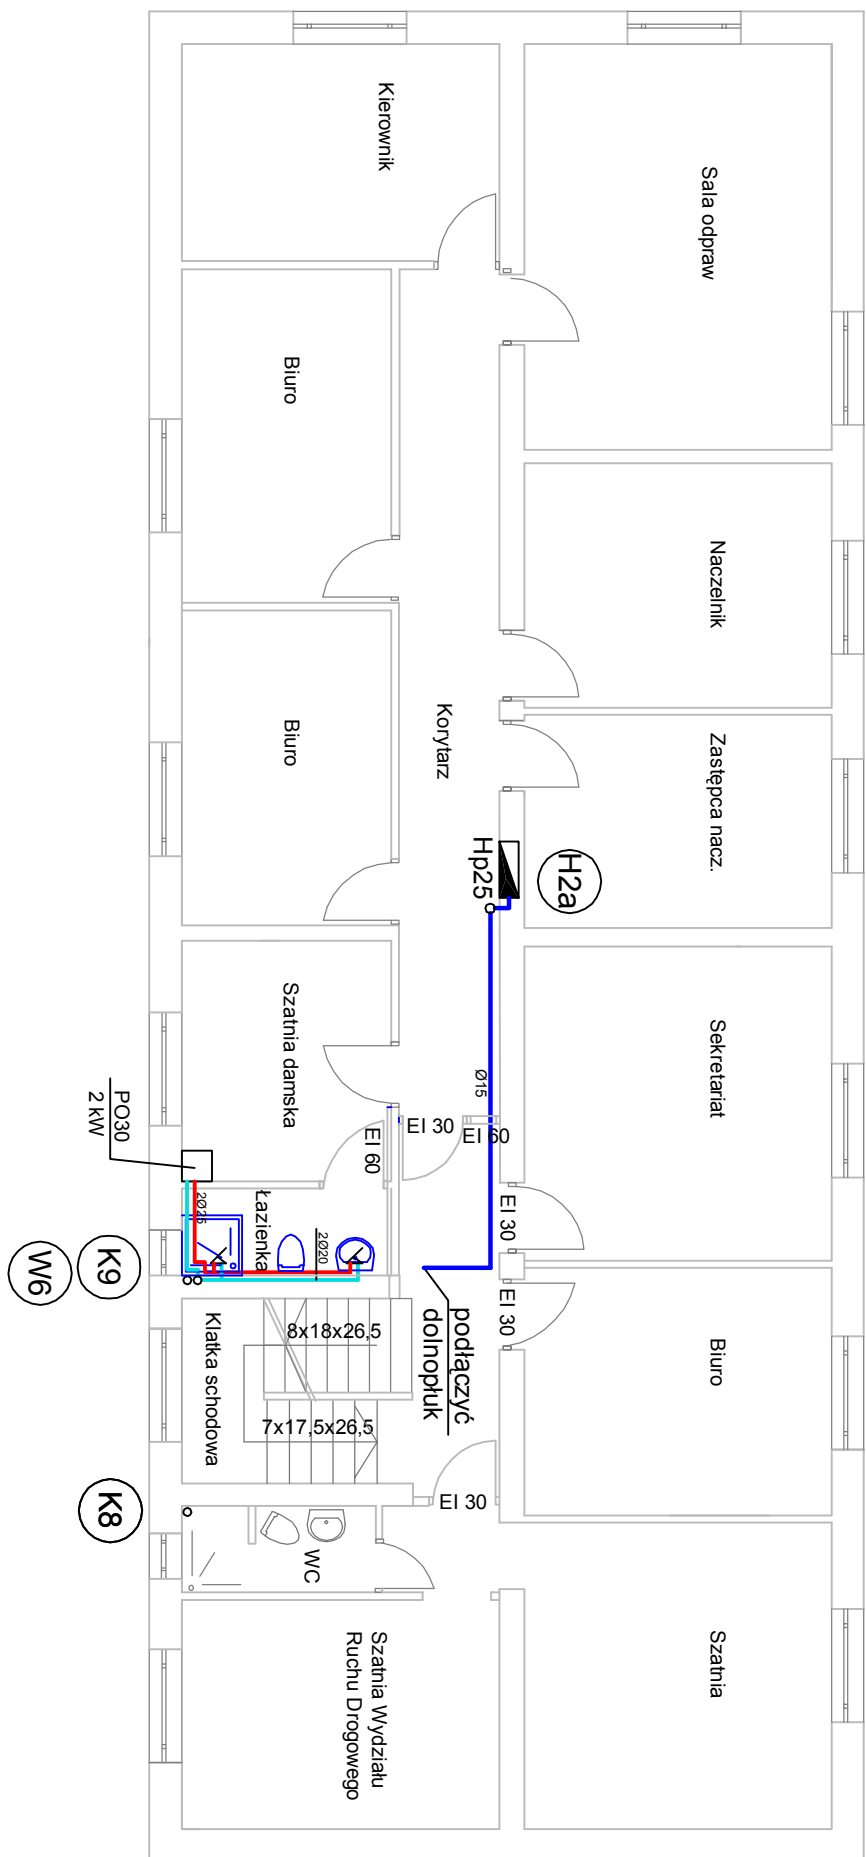 Kierownik
Sala odpraw
Biuro
Naczelnik
Biuro
Korytarz
Zastępca nacz.
H2a
Hp25
Szatnia damska
Sekretariat
Ø15
EI 30
EI 60
EI 60
PO30
2 kW
2Ø25
Łazienka
2Ø20
EI 30
EI 30
W6
K9
Klatka schodowa
8x18x26,5
7x17,5x26,5
podłączyć
dolnopłuk
Biuro
K8
EI 30
WC
Szatnia Wydziału
Ruchu Drogowego
Szatnia